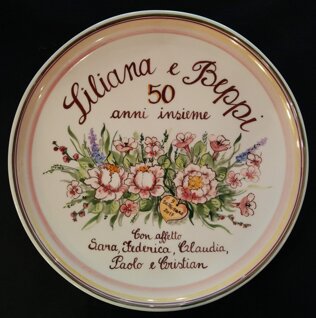 Liliana e Beppi
50
anni insieme
Con affetto
Sara, Federica, Claudia,
Paolo e Cristian